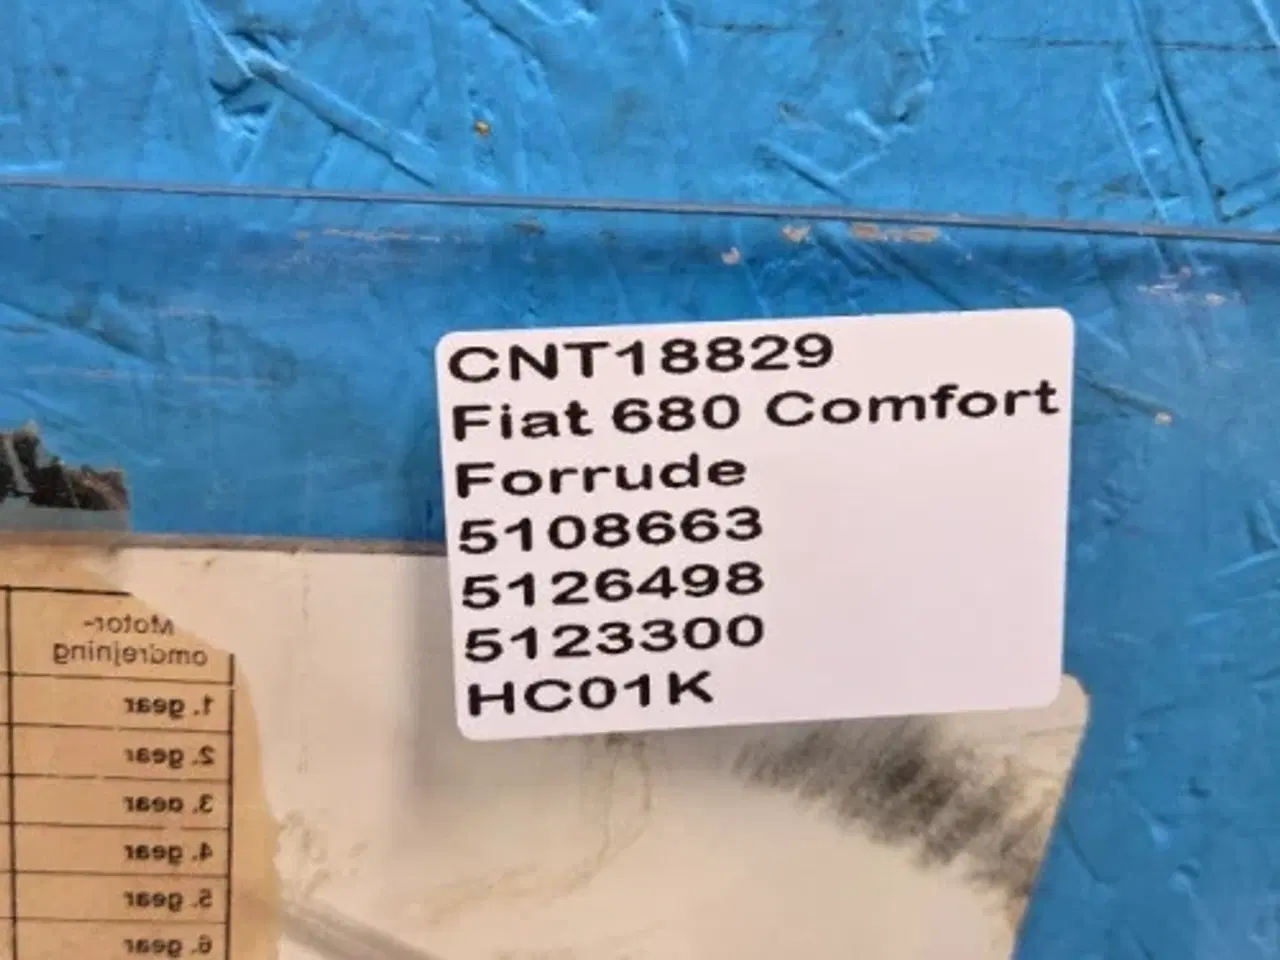 CNT18829
Fiat 680 Comfort
Forrude
5108663
5126498
5123300
HC01K
Motor-
omdrejning
1. gear
2. gear
3. gear
4. gear
5. gear
6. gear